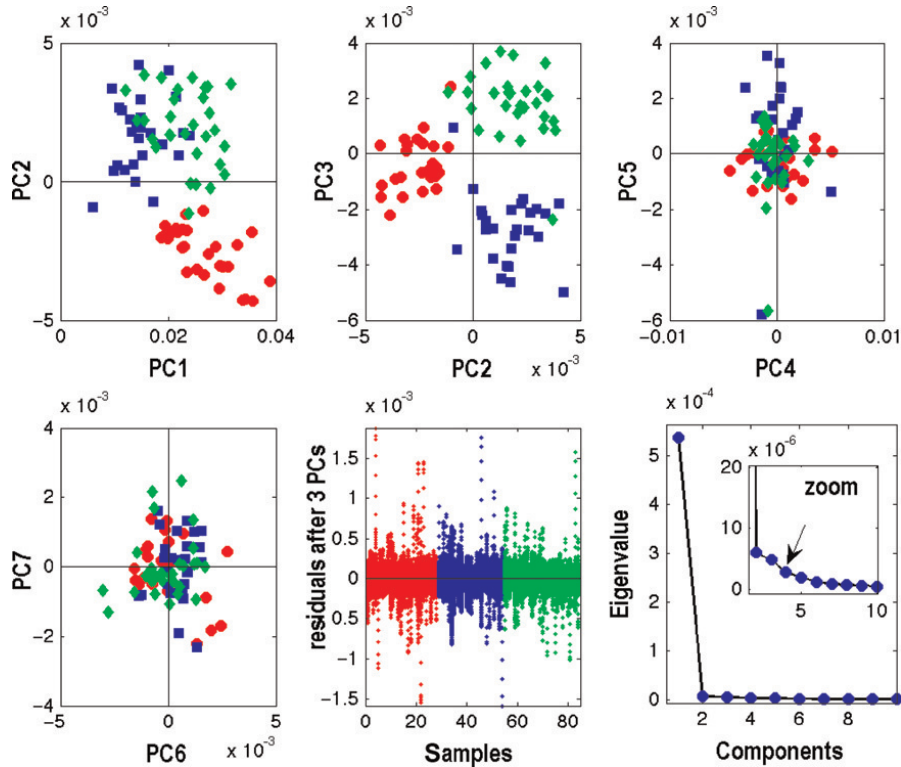 x 10⁻³
5
0
−5
0
0.02
0.04
PC2
PC1
x 10⁻³
4
2
0
−2
−4
−6
−5
0
5
PC3
PC2
x 10⁻³
x 10⁻³
4
2
0
−2
−4
−6
−0.01
0
0.01
PC5
PC4
x 10⁻³
4
2
0
−2
−4
−5
0
5
PC7
PC6
x 10⁻³
x 10⁻³
1.5
1
0.5
0
−0.5
−1
−1.5
0
20
40
60
80
residuals after 3 PCs
Samples
x 10⁻⁴
5
4
3
2
1
0
2
4
6
8
Eigenvalue
Components
x 10⁻⁶
20
10
0
5
10
zoom